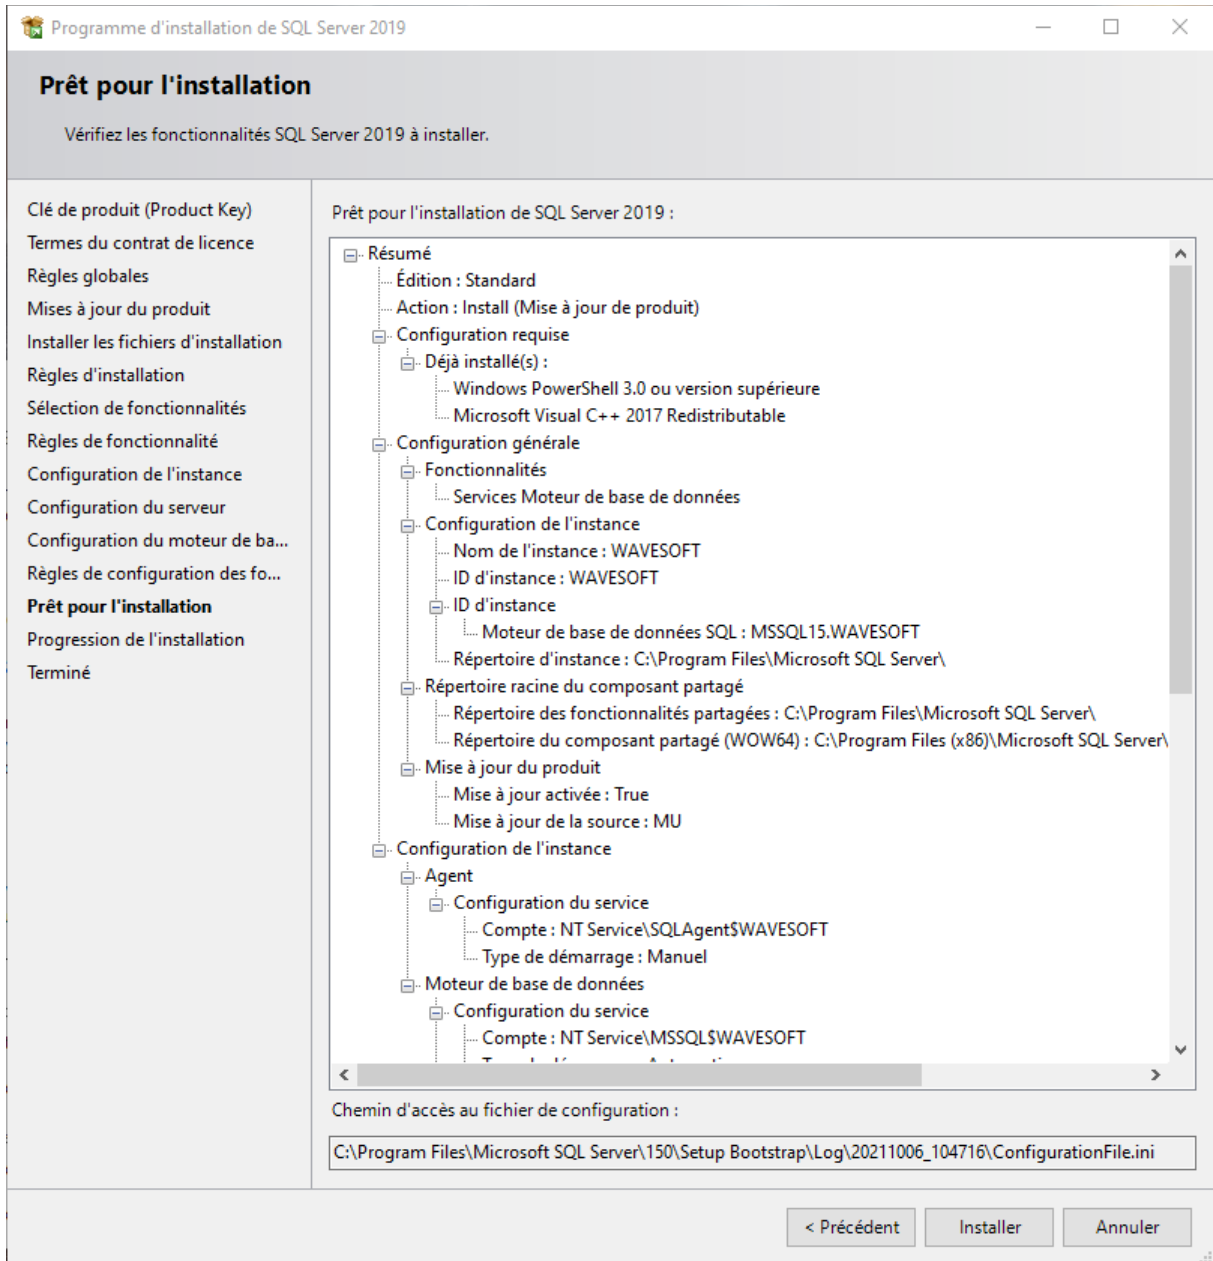 Programme d'installation de SQL Server 2019
Prêt pour l'installation
Vérifiez les fonctionnalités SQL Server 2019 à installer.
Clé de produit (Product Key)
Termes du contrat de licence
Règles globales
Mises à jour du produit
Installer les fichiers d'installation
Règles d'installation
Sélection de fonctionnalités
Règles de fonctionnalité
Configuration de l'instance
Configuration du serveur
Configuration du moteur de ba...
Règles de configuration des fo...
Prêt pour l'installation
Progression de l'installation
Terminé
Prêt pour l'installation de SQL Server 2019 :
Résumé
Édition : Standard
Action : Install (Mise à jour de produit)
Configuration requise
Déjà installé(s) :
Windows PowerShell 3.0 ou version supérieure
Microsoft Visual C++ 2017 Redistributable
Configuration générale
Fonctionnalités
Services Moteur de base de données
Configuration de l'instance
Nom de l'instance : WAVESOFT
ID d'instance : WAVESOFT
ID d'instance
Moteur de base de données SQL : MSSQL15.WAVESOFT
Répertoire d'instance : C:\Program Files\Microsoft SQL Server\
Répertoire racine du composant partagé
Répertoire des fonctionnalités partagées : C:\Program Files\Microsoft SQL Server\
Répertoire du composant partagé (WOW64) : C:\Program Files (x86)\Microsoft SQL Server\
Mise à jour du produit
Mise à jour activée : True
Mise à jour de la source : MU
Configuration de l'instance
Agent
Configuration du service
Compte : NT Service\SQLAgent$WAVESOFT
Type de démarrage : Manuel
Moteur de base de données
Configuration du service
Compte : NT Service\MSSQL$WAVESOFT
Chemin d'accès au fichier de configuration :
C:\Program Files\Microsoft SQL Server\150\Setup Bootstrap\Log\20211006_104716\ConfigurationFile.ini
< Précédent
Installer
Annuler